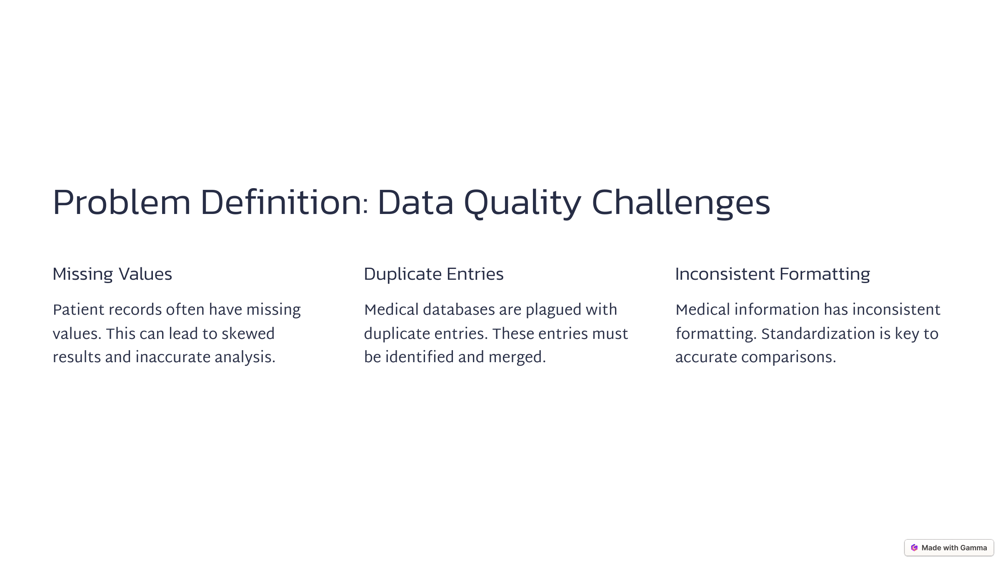 Problem Definition: Data Quality Challenges
Missing Values
Patient records often have missing
values. This can lead to skewed
results and inaccurate analysis.
Duplicate Entries
Medical databases are plagued with
duplicate entries. These entries must
be identified and merged.
Inconsistent Formatting
Medical information has inconsistent
formatting. Standardization is key to
accurate comparisons.
Made with Gamma